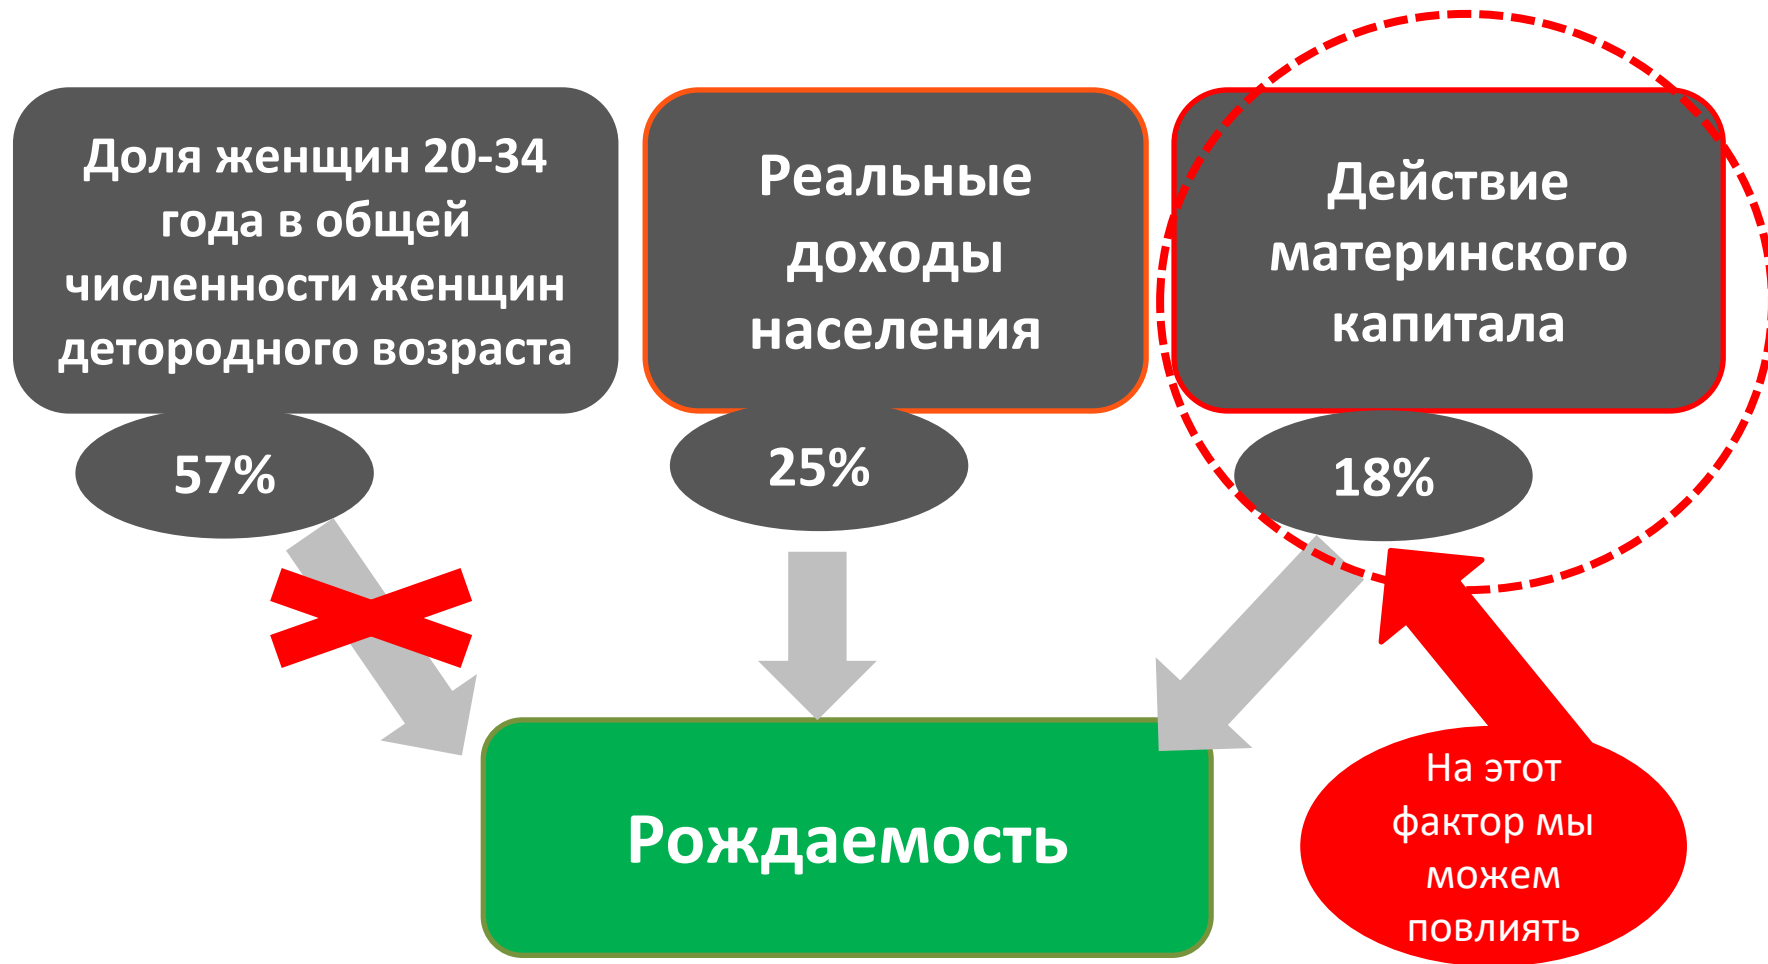 Доля женщин 20-34
года в общей
численности женщин
детородного возраста
57%
Реальные
доходы
населения
25%
Действие
материнского
капитала
18%
Рождаемость
На этот
фактор мы
можем
повлиять